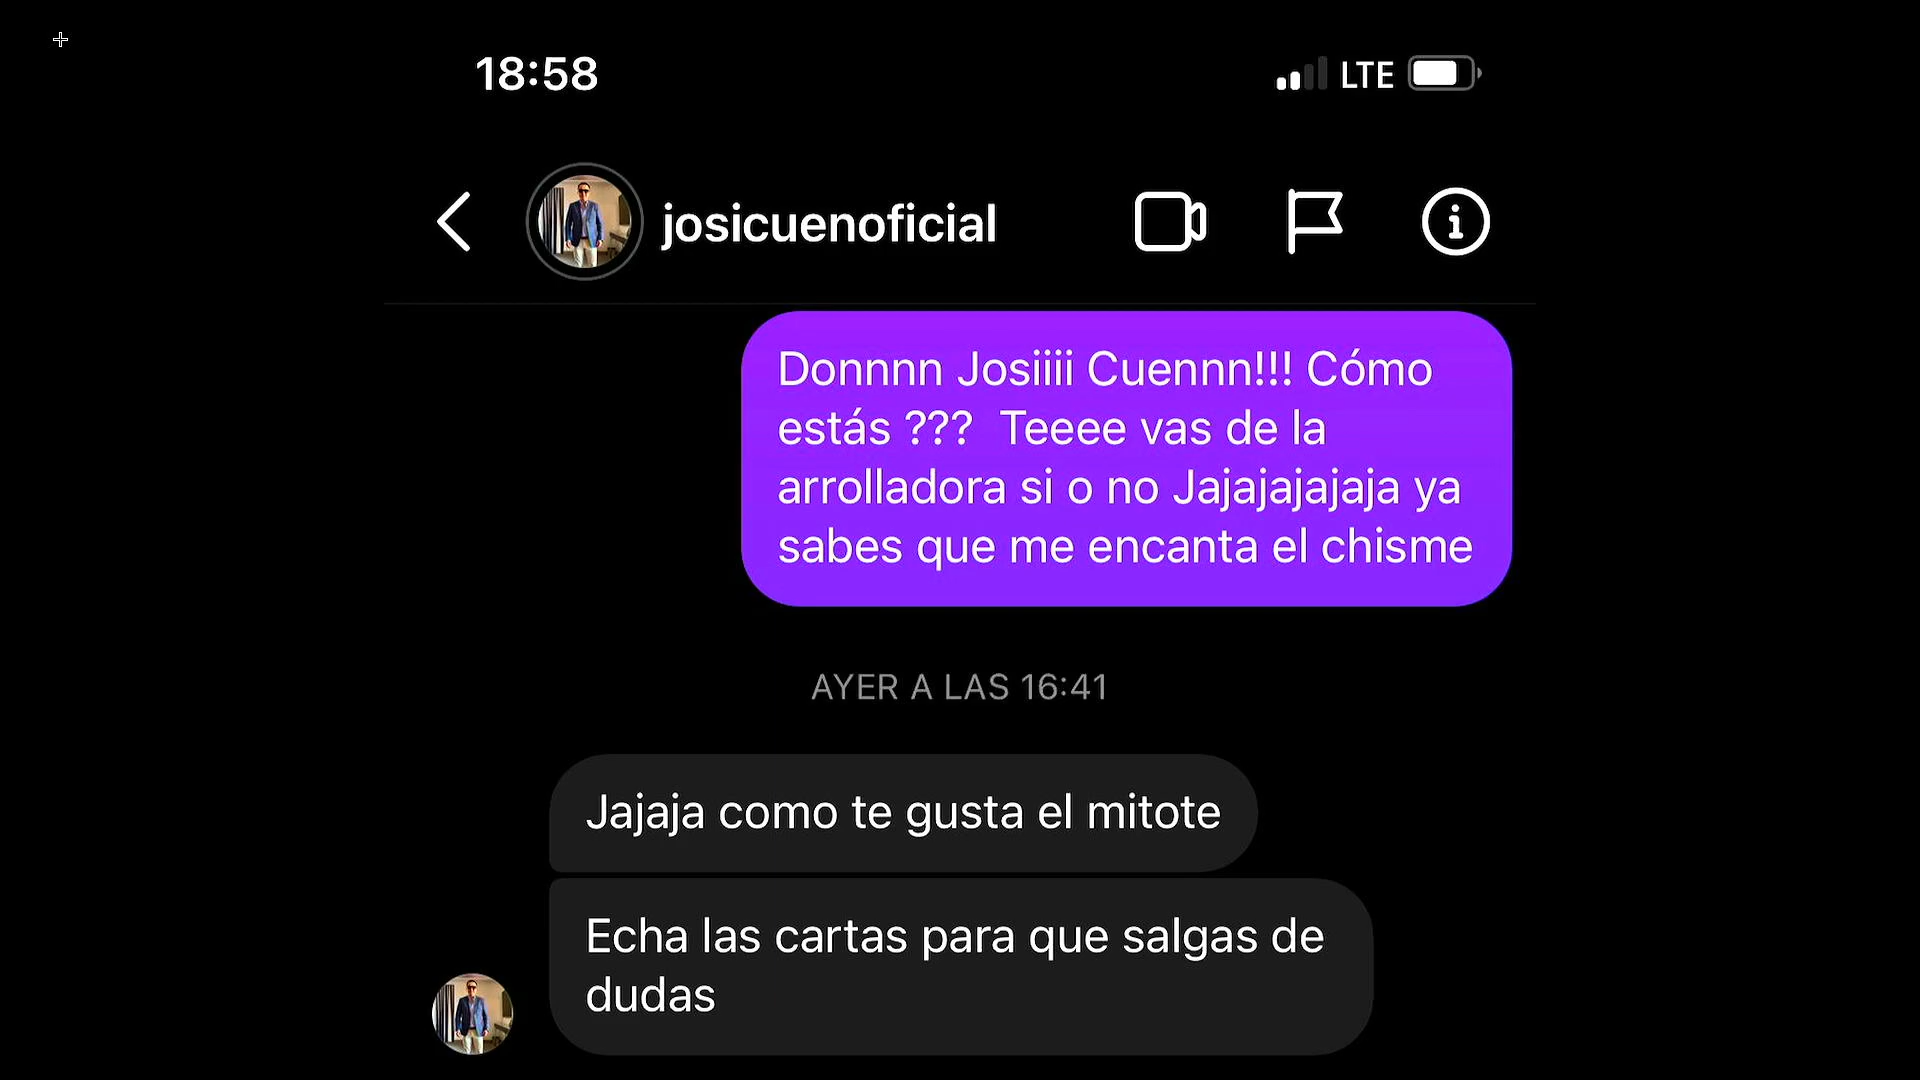 18:58 LTE
josicuenoficial
Donnnn Josiiii Cuennn!!! Cómo
estás ??? Teeee vas de la
arrolladora si o no Jajajajajaja ya
sabes que me encanta el chisme
AYER A LAS 16:41
Jajaja como te gusta el mitote
Echa las cartas para que salgas de
dudas